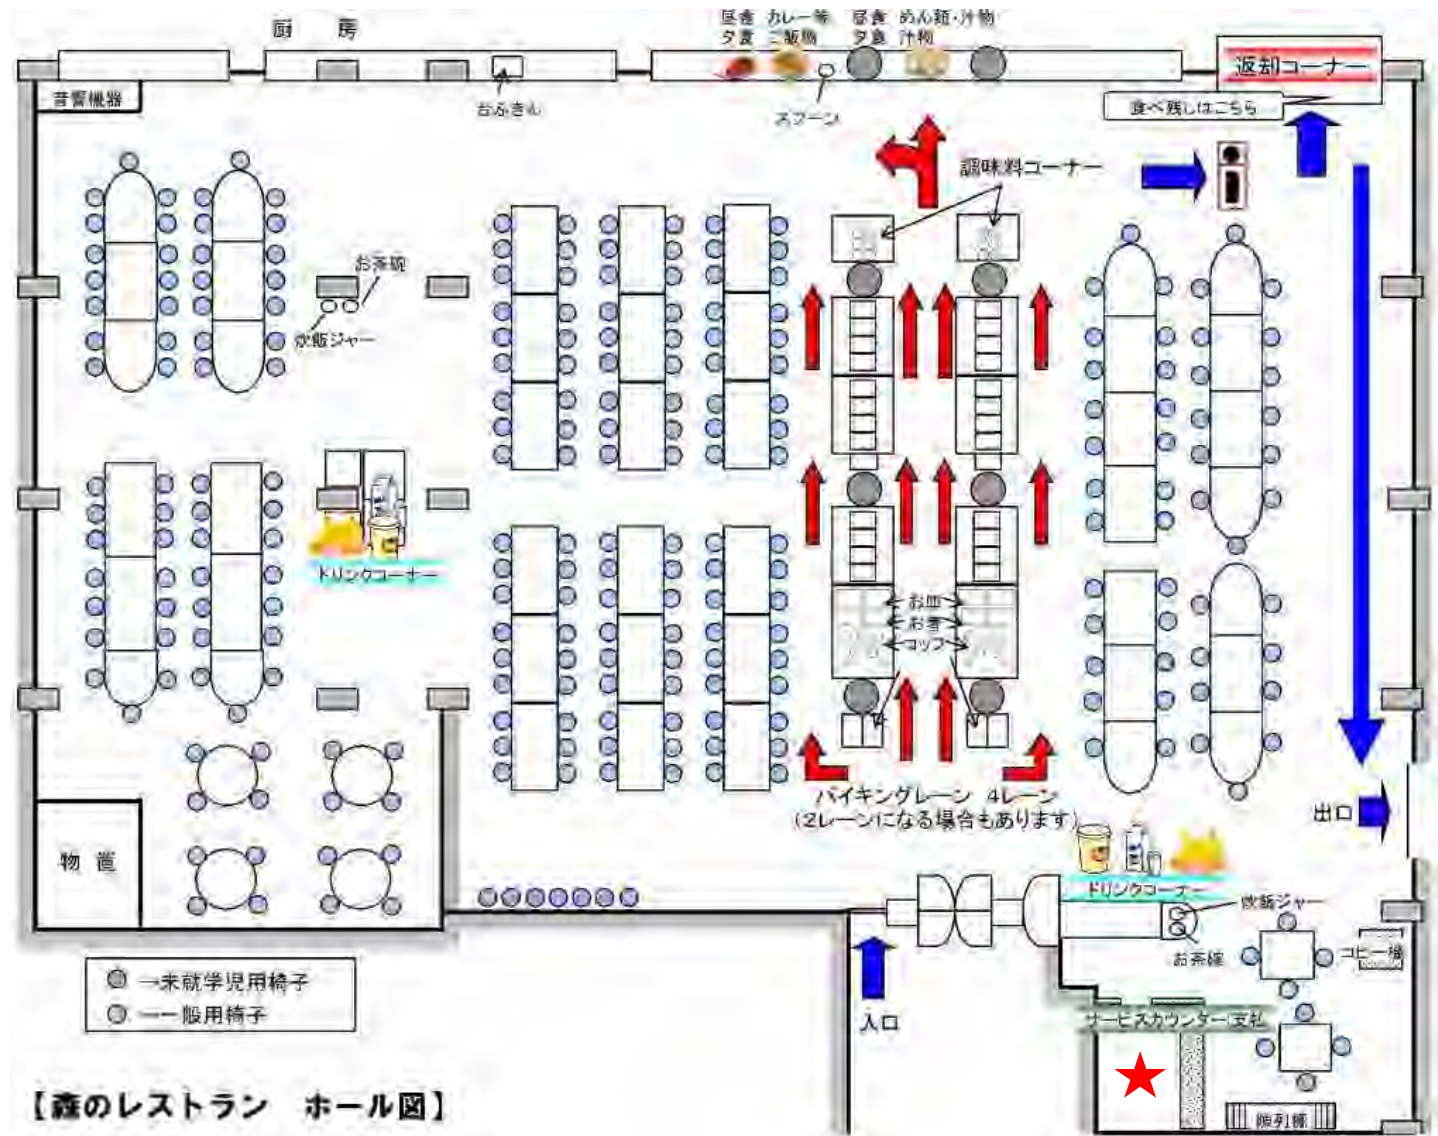 厨　房
昼食 カレー等
夕食 ご飯物
昼食 めん類・汁物
夕食 汁物
返却コーナー
音響機器
おふきん
スプーン
食べ残しはこちら
調味料コーナー
お茶碗
炊飯ジャー
ドリンクコーナー
お皿
お箸
コップ
バイキングレーン　4レーン
(2レーンになる場合もあります)
出口
物　置
ドリンクコーナー
炊飯ジャー
お茶碗
コピー機
→未就学児用椅子
→一般用椅子
入口
サービスカウンター/支払
陳列棚
【森のレストラン　ホール図】